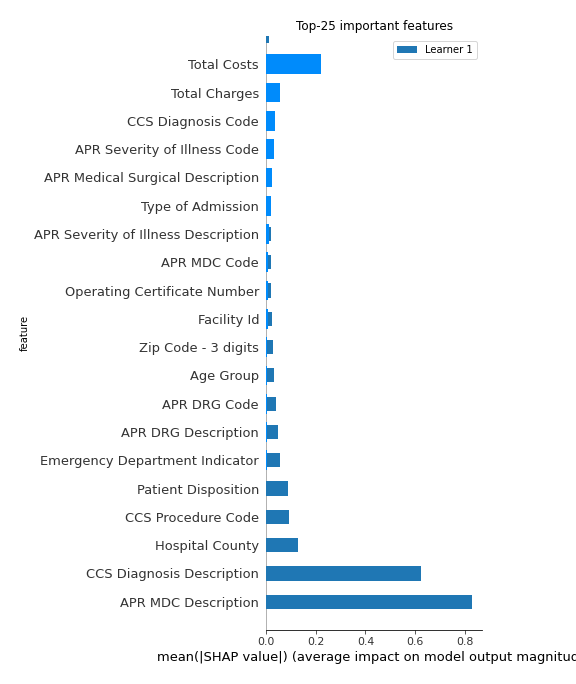 Top-25 important features
Learner 1
Total Costs
Total Charges
CCS Diagnosis Code
APR Severity of Illness Code
APR Medical Surgical Description
Type of Admission
APR Severity of Illness Description
APR MDC Code
Operating Certificate Number
Facility Id
Zip Code - 3 digits
Age Group
APR DRG Code
APR DRG Description
Emergency Department Indicator
Patient Disposition
CCS Procedure Code
Hospital County
CCS Diagnosis Description
APR MDC Description
feature
0.0 0.2 0.4 0.6 0.8
mean(|SHAP value|) (average impact on model output magnitud